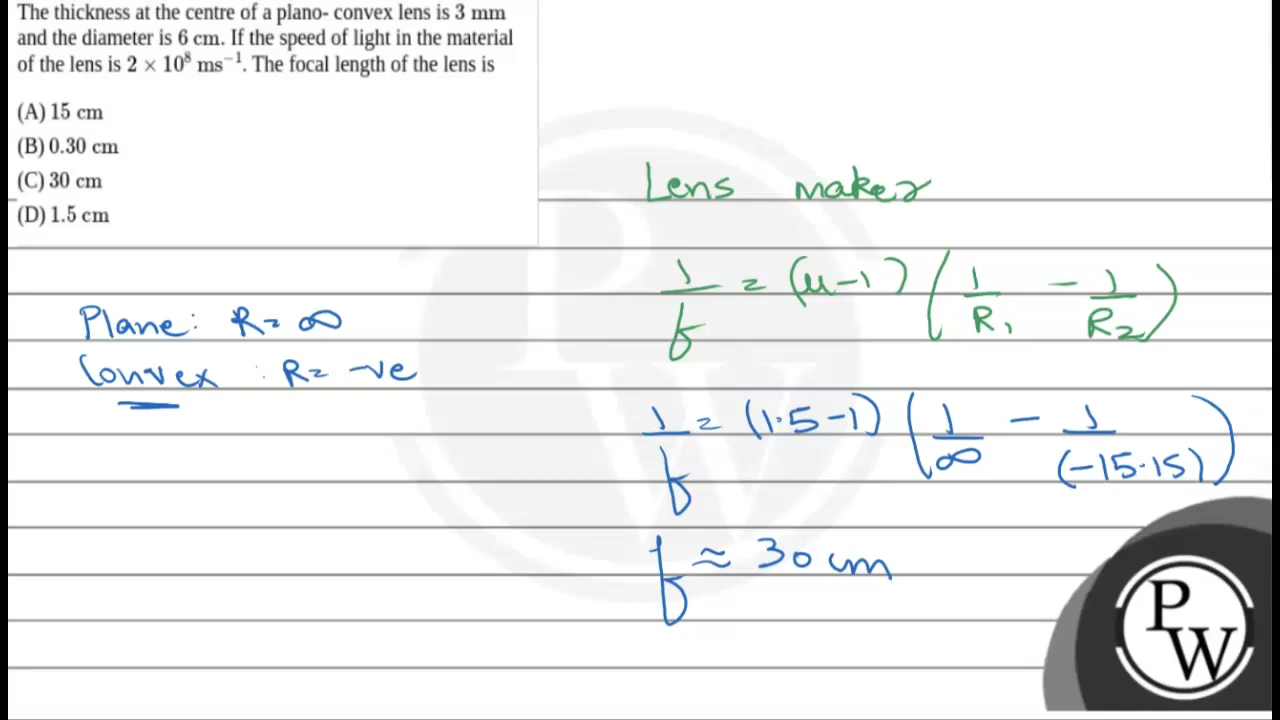 The thickness at the centre of a plano- convex lens is 3 mm
and the diameter is 6 cm. If the speed of light in the material
of the lens is 2 × 10⁸ ms⁻¹. The focal length of the lens is
(A) 15 cm
(B) 0.30 cm
(C) 30 cm
(D) 1.5 cm
Lens maker
1/f = (μ-1) (1/R₁ - 1/R₂)
Plane: R = ∞
Convex : R = -ve
1/f = (1.5-1) (1/∞ - 1/(-15.15))
f ≈ 30 cm
PW